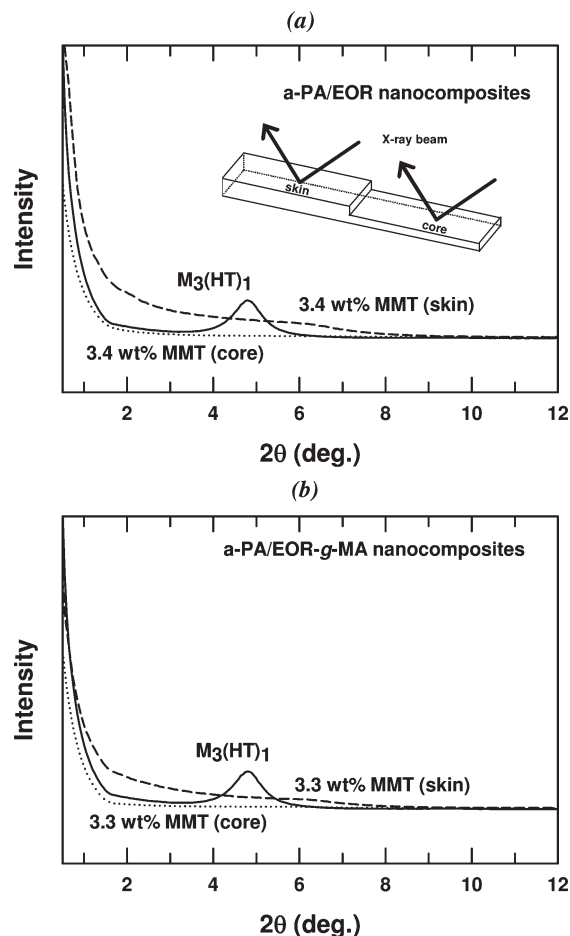 (a)
a-PA/EOR nanocomposites
X-ray beam
skin
core
Intensity
M3(HT)1
3.4 wt% MMT (skin)
3.4 wt% MMT (core)
2 4 6 8 10 12
2θ (deg.)
(b)
a-PA/EOR-g-MA nanocomposites
Intensity
M3(HT)1
3.3 wt% MMT (skin)
3.3 wt% MMT (core)
2 4 6 8 10 12
2θ (deg.)